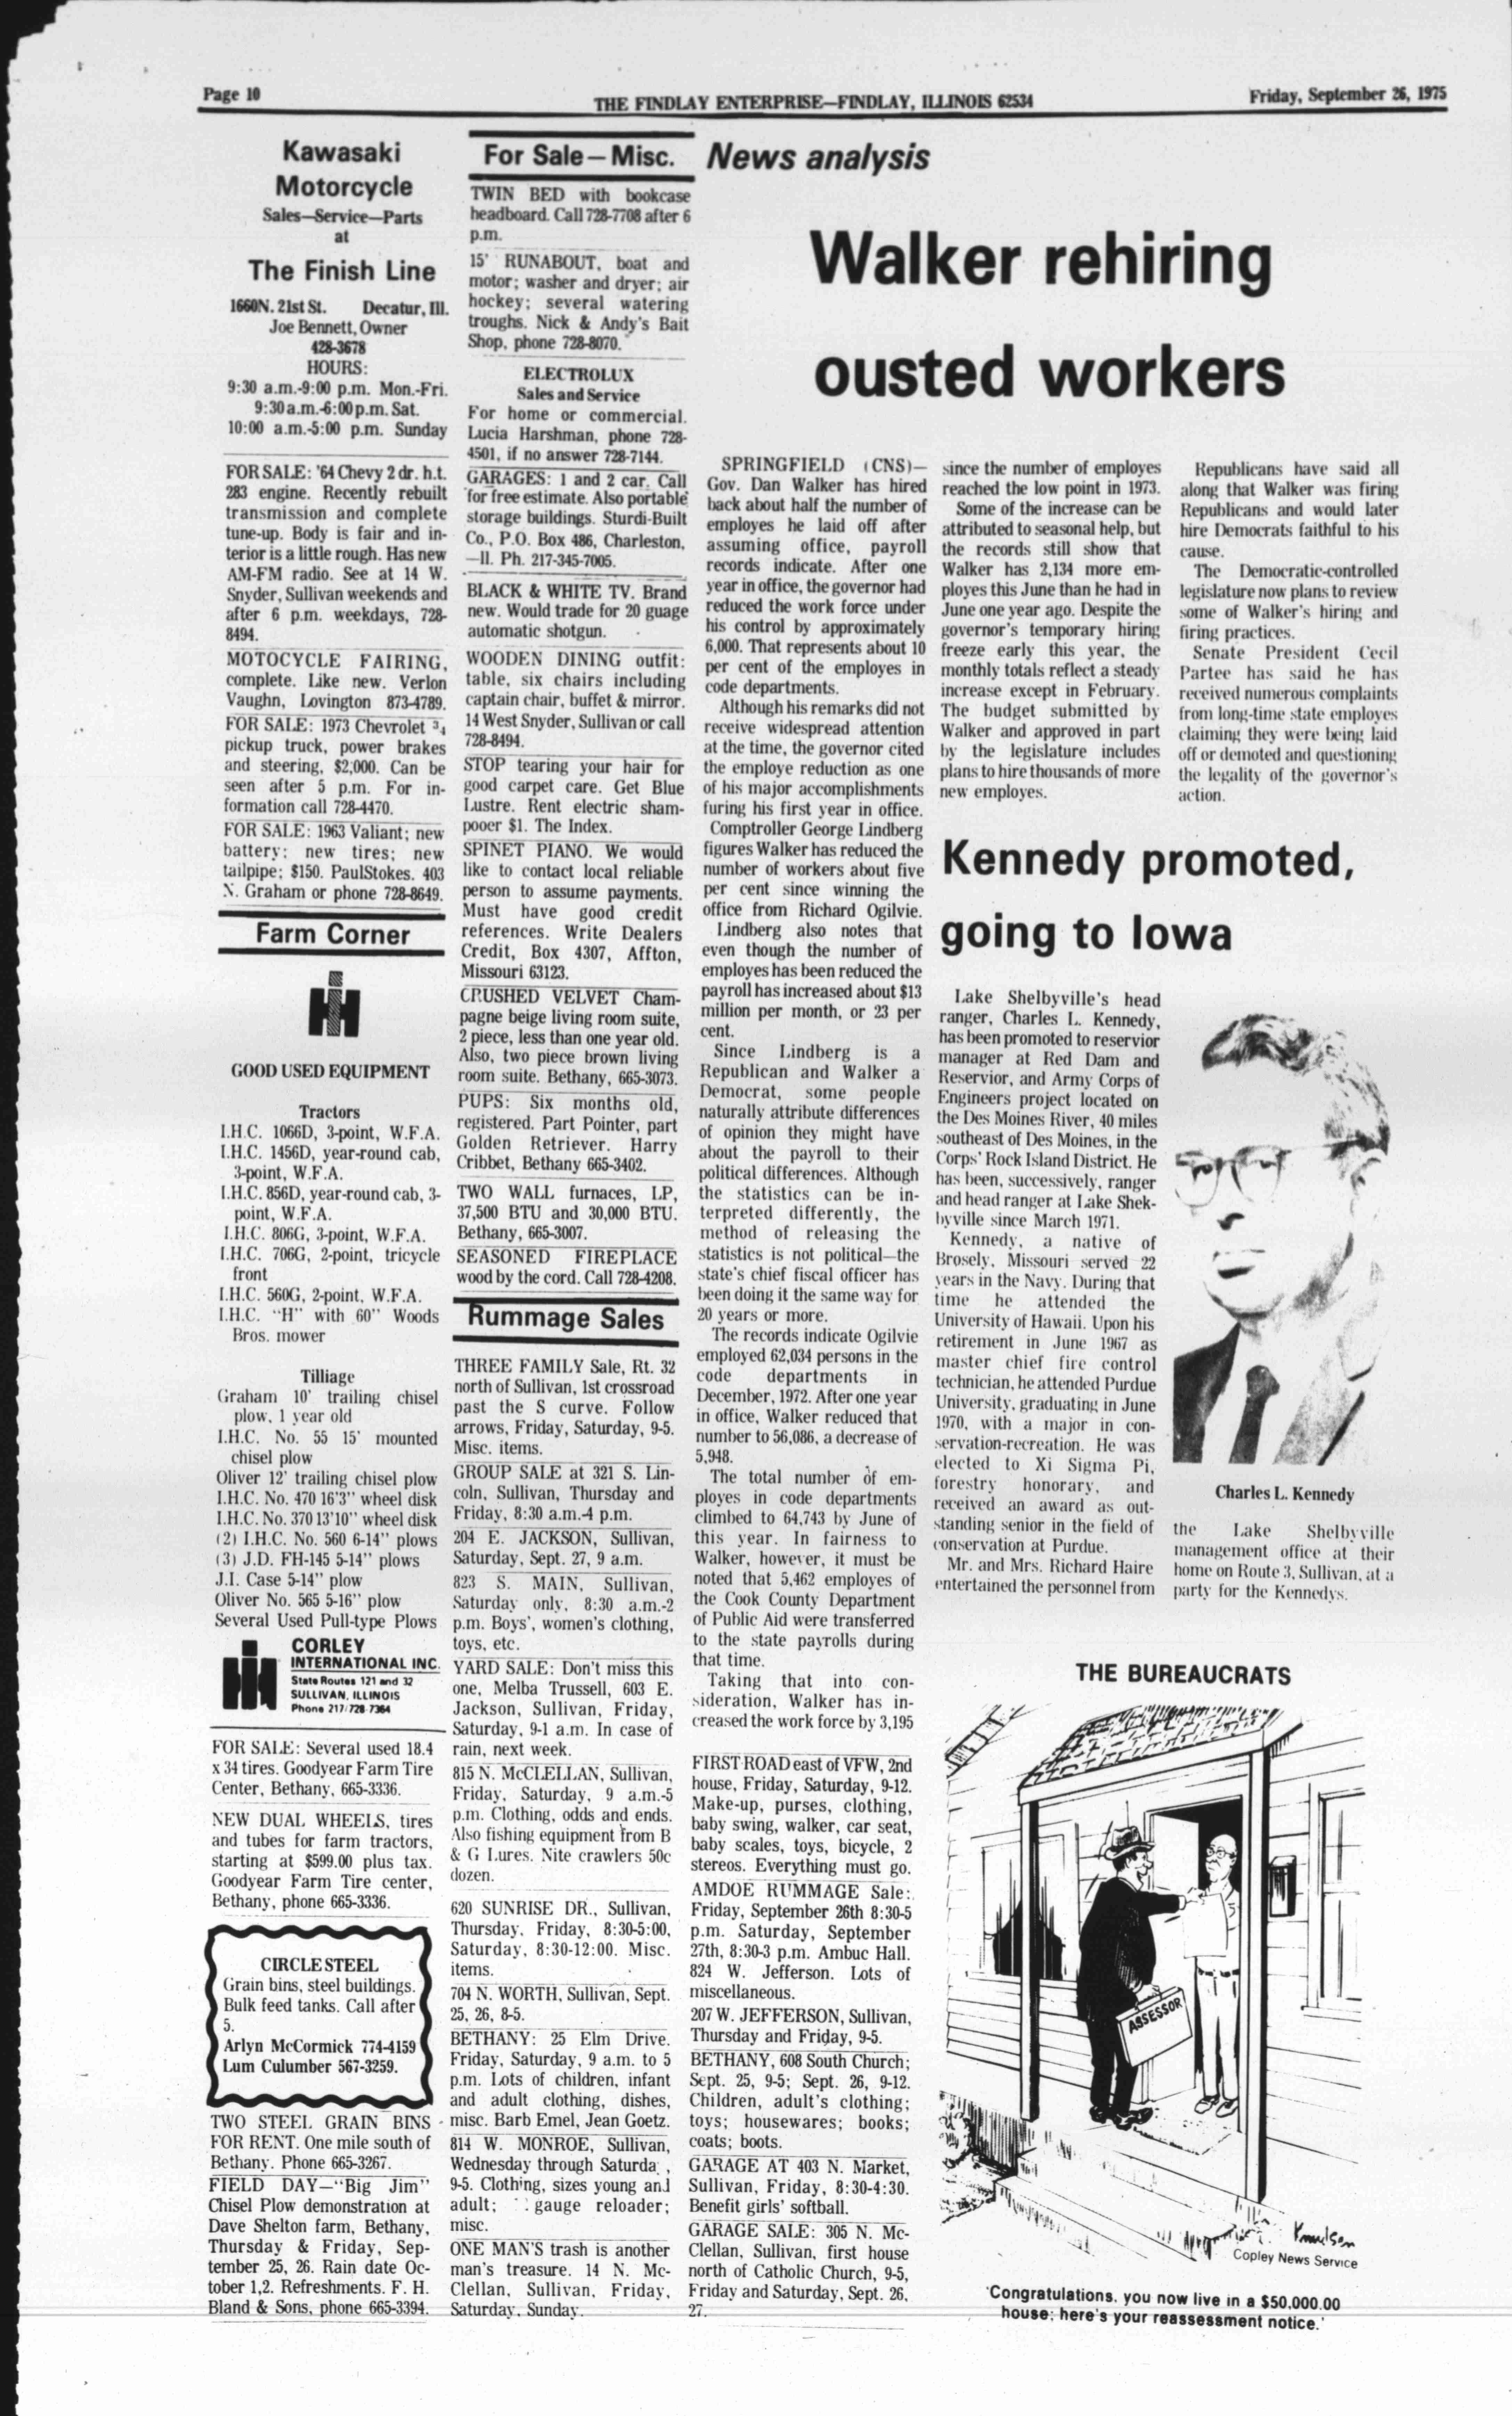 Page 10
THE FINDLAY ENTERPRISE—FINDLAY, ILLINOIS 62534
Friday, September 26, 1975
Kawasaki
Motorcycle
Sales—Service—Parts
at
The Finish Line
1660N. 21st St. Decatur, Ill.
Joe Bennett, Owner
428-3678
HOURS:
9:30 a.m.-9:00 p.m. Mon.-Fri.
9:30 a.m.-6:00 p.m. Sat.
10:00 a.m.-5:00 p.m. Sunday
FOR SALE: '64 Chevy 2 dr. h.t.
283 engine. Recently rebuilt
transmission and complete
tune-up. Body is fair and in-
terior is a little rough. Has new
AM-FM radio. See at 14 W.
Snyder, Sullivan weekends and
after 6 p.m. weekdays, 728-
8494.
MOTOCYCLE FAIRING,
complete. Like new. Verlon
Vaughn, Lovington 873-4789.
FOR SALE: 1973 Chevrolet ¾
pickup truck, power brakes
and steering, $2,000. Can be
seen after 5 p.m. For in-
formation call 728-4470.
FOR SALE: 1963 Valiant; new
battery; new tires; new
tailpipe; $150. PaulStokes. 403
N. Graham or phone 728-8649.
Farm Corner
GOOD USED EQUIPMENT
Tractors
I.H.C. 1066D, 3-point, W.F.A.
I.H.C. 1456D, year-round cab,
3-point, W.F.A.
I.H.C. 856D, year-round cab, 3-
point, W.F.A.
I.H.C. 806G, 3-point, W.F.A.
I.H.C. 706G, 2-point, tricycle
front
I.H.C. 560G, 2-point, W.F.A.
I.H.C. "H" with 60" Woods
Bros. mower
Tilliage
Graham 10' trailing chisel
plow, 1 year old
I.H.C. No. 55 15' mounted
chisel plow
Oliver 12' trailing chisel plow
I.H.C. No. 470 16'3" wheel disk
I.H.C. No. 370 13'10" wheel disk
(2) I.H.C. No. 560 6-14" plows
(3) J.D. FH-145 5-14" plows
J.I. Case 5-14" plow
Oliver No. 565 5-16" plow
Several Used Pull-type Plows
CORLEY
INTERNATIONAL INC.
State Routes 121 and 32
SULLIVAN, ILLINOIS
Phone 217/728-7364
FOR SALE: Several used 18.4
x 34 tires. Goodyear Farm Tire
Center, Bethany, 665-3336.
NEW DUAL WHEELS, tires
and tubes for farm tractors,
starting at $599.00 plus tax.
Goodyear Farm Tire center,
Bethany, phone 665-3336.
CIRCLE STEEL
Grain bins, steel buildings.
Bulk feed tanks. Call after
5.
Arlyn McCormick 774-4159
Lum Culumber 567-3259.
TWO STEEL GRAIN BINS
FOR RENT. One mile south of
Bethany. Phone 665-3267.
FIELD DAY—"Big Jim"
Chisel Plow demonstration at
Dave Shelton farm, Bethany,
Thursday & Friday, Sep-
tember 25, 26. Rain date Oc-
tober 1,2. Refreshments. F. H.
Bland & Sons, phone 665-3394.
For Sale—Misc.
TWIN BED with bookcase
headboard. Call 728-7708 after 6
p.m.
15' RUNABOUT, boat and
motor; washer and dryer; air
hockey; several watering
troughs. Nick & Andy's Bait
Shop, phone 728-8070.
ELECTROLUX
Sales and Service
For home or commercial.
Lucia Harshman, phone 728-
4501, if no answer 728-7144.
GARAGES: 1 and 2 car. Call
for free estimate. Also portable
storage buildings. Sturdi-Built
Co., P.O. Box 486, Charleston,
—Il. Ph. 217-345-7005.
BLACK & WHITE TV. Brand
new. Would trade for 20 guage
automatic shotgun.
WOODEN DINING outfit:
table, six chairs including
captain chair, buffet & mirror.
14 West Snyder, Sullivan or call
728-8494.
STOP tearing your hair for
good carpet care. Get Blue
Lustre. Rent electric sham-
pooer $1. The Index.
SPINET PIANO. We would
like to contact local reliable
person to assume payments.
Must have good credit
references. Write Dealers
Credit, Box 4307, Affton,
Missouri 63123.
CRUSHED VELVET Cham-
pagne beige living room suite,
2 piece, less than one year old.
Also, two piece brown living
room suite. Bethany, 665-3073.
PUPS: Six months old,
registered. Part Pointer, part
Golden Retriever. Harry
Cribbet, Bethany 665-3402.
TWO WALL furnaces, LP,
37,500 BTU and 30,000 BTU.
Bethany, 665-3007.
SEASONED FIREPLACE
wood by the cord. Call 728-4208.
Rummage Sales
THREE FAMILY Sale, Rt. 32
north of Sullivan, 1st crossroad
past the S curve. Follow
arrows, Friday, Saturday, 9-5.
Misc. items.
GROUP SALE at 321 S. Lin-
coln, Sullivan, Thursday and
Friday, 8:30 a.m.-4 p.m.
204 E. JACKSON, Sullivan,
Saturday, Sept. 27, 9 a.m.
823 S. MAIN, Sullivan,
Saturday only, 8:30 a.m.-2
p.m. Boys', women's clothing,
toys, etc.
YARD SALE: Don't miss this
one, Melba Trussell, 603 E.
Jackson, Sullivan, Friday,
Saturday, 9-1 a.m. In case of
rain, next week.
815 N. McCLELLAN, Sullivan,
Friday, Saturday, 9 a.m.-5
p.m. Clothing, odds and ends.
Also fishing equipment from B
& G Lures. Nite crawlers 50c
dozen.
620 SUNRISE DR., Sullivan,
Thursday, Friday, 8:30-5:00,
Saturday, 8:30-12:00. Misc.
items.
704 N. WORTH, Sullivan, Sept.
25, 26, 8-5.
BETHANY: 25 Elm Drive.
Friday, Saturday, 9 a.m. to 5
p.m. Lots of children, infant
and adult clothing, dishes,
misc. Barb Emel, Jean Goetz.
814 W. MONROE, Sullivan,
Wednesday through Saturda ,
9-5. Clothing, sizes young and
adult; gauge reloader;
misc.
ONE MAN'S trash is another
man's treasure. 14 N. Mc-
Clellan, Sullivan, Friday,
Saturday, Sunday.
News analysis
Walker rehiring
ousted workers
SPRINGFIELD (CNS)—
Gov. Dan Walker has hired
back about half the number of
employes he laid off after
assuming office, payroll
records indicate. After one
year in office, the governor had
reduced the work force under
his control by approximately
6,000. That represents about 10
per cent of the employes in
code departments.
Although his remarks did not
receive widespread attention
at the time, the governor cited
the employe reduction as one
of his major accomplishments
furing his first year in office.
Comptroller George Lindberg
figures Walker has reduced the
number of workers about five
per cent since winning the
office from Richard Ogilvie.
Lindberg also notes that
even though the number of
employes has been reduced the
payroll has increased about $13
million per month, or 23 per
cent.
Since Lindberg is a
Republican and Walker a
Democrat, some people
naturally attribute differences
of opinion they might have
about the payroll to their
political differences. Although
the statistics can be in-
terpreted differently, the
method of releasing the
statistics is not political—the
state's chief fiscal officer has
been doing it the same way for
20 years or more.
The records indicate Ogilvie
employed 62,034 persons in the
code departments in
December, 1972. After one year
in office, Walker reduced that
number to 56,086, a decrease of
5,948.
The total number of em-
ployes in code departments
climbed to 64,743 by June of
this year. In fairness to
Walker, however, it must be
noted that 5,462 employes of
the Cook County Department
of Public Aid were transferred
to the state payrolls during
that time.
Taking that into con-
sideration, Walker has in-
creased the work force by 3,195
since the number of employes
reached the low point in 1973.
Some of the increase can be
attributed to seasonal help, but
the records still show that
Walker has 2,134 more em-
ployes this June than he had in
June one year ago. Despite the
governor's temporary hiring
freeze early this year, the
monthly totals reflect a steady
increase except in February.
The budget submitted by
Walker and approved in part
by the legislature includes
plans to hire thousands of more
new employes.
Republicans have said all
along that Walker was firing
Republicans and would later
hire Democrats faithful to his
cause.
The Democratic-controlled
legislature now plans to review
some of Walker's hiring and
firing practices.
Senate President Cecil
Partee has said he has
received numerous complaints
from long-time state employes
claiming they were being laid
off or demoted and questioning
the legality of the governor's
action.
FIRST ROAD east of VFW, 2nd
house, Friday, Saturday, 9-12.
Make-up, purses, clothing,
baby swing, walker, car seat,
baby scales, toys, bicycle, 2
stereos. Everything must go.
AMDOE RUMMAGE Sale:
Friday, September 26th 8:30-5
p.m. Saturday, September
27th, 8:30-3 p.m. Ambuc Hall.
824 W. Jefferson. Lots of
miscellaneous.
207 W. JEFFERSON, Sullivan,
Thursday and Friday, 9-5.
BETHANY, 608 South Church;
Sept. 25, 9-5; Sept. 26, 9-12.
Children, adult's clothing;
toys; housewares; books;
coats; boots.
GARAGE AT 403 N. Market,
Sullivan, Friday, 8:30-4:30.
Benefit girls' softball.
GARAGE SALE: 305 N. Mc-
Clellan, Sullivan, first house
north of Catholic Church, 9-5,
Friday and Saturday, Sept. 26,
27.
Kennedy promoted,
going to Iowa
Lake Shelbyville's head
ranger, Charles L. Kennedy,
has been promoted to reservior
manager at Red Dam and
Reservior, and Army Corps of
Engineers project located on
the Des Moines River, 40 miles
southeast of Des Moines, in the
Corps' Rock Island District. He
has been, successively, ranger
and head ranger at Lake Shek-
byville since March 1971.
Kennedy, a native of
Brosely, Missouri served 22
years in the Navy. During that
time he attended the
University of Hawaii. Upon his
retirement in June 1967 as
master chief fire control
technician, he attended Purdue
University, graduating in June
1970, with a major in con-
servation-recreation. He was
elected to Xi Sigma Pi,
forestry honorary, and
received an award as out-
standing senior in the field of
conservation at Purdue.
Mr. and Mrs. Richard Haire
entertained the personnel from
Charles L. Kennedy
the Lake Shelbyville
management office at their
home on Route 3, Sullivan, at a
party for the Kennedys.
THE BUREAUCRATS
ASSESSOR
Knudson
Copley News Service
'Congratulations, you now live in a $50,000.00
house; here's your reassessment notice.'